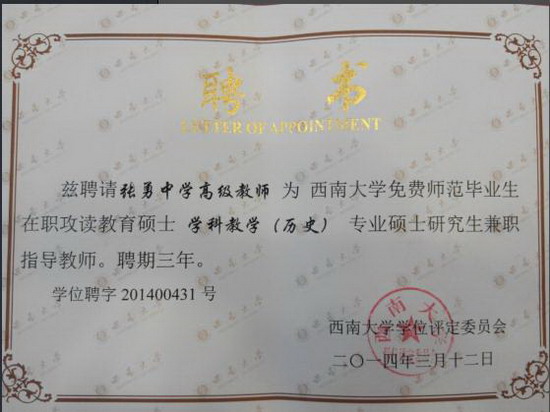 聘书
LETTER OF APPOINTMENT
兹聘请张勇中学高级教师 为 西南大学免费师范毕业生
在职攻读教育硕士 学科教学（历史） 专业硕士研究生兼职
指导教师。聘期三年。
学位聘字 201400431 号
西南大学学位评定委员会
二〇一四年三月十二日